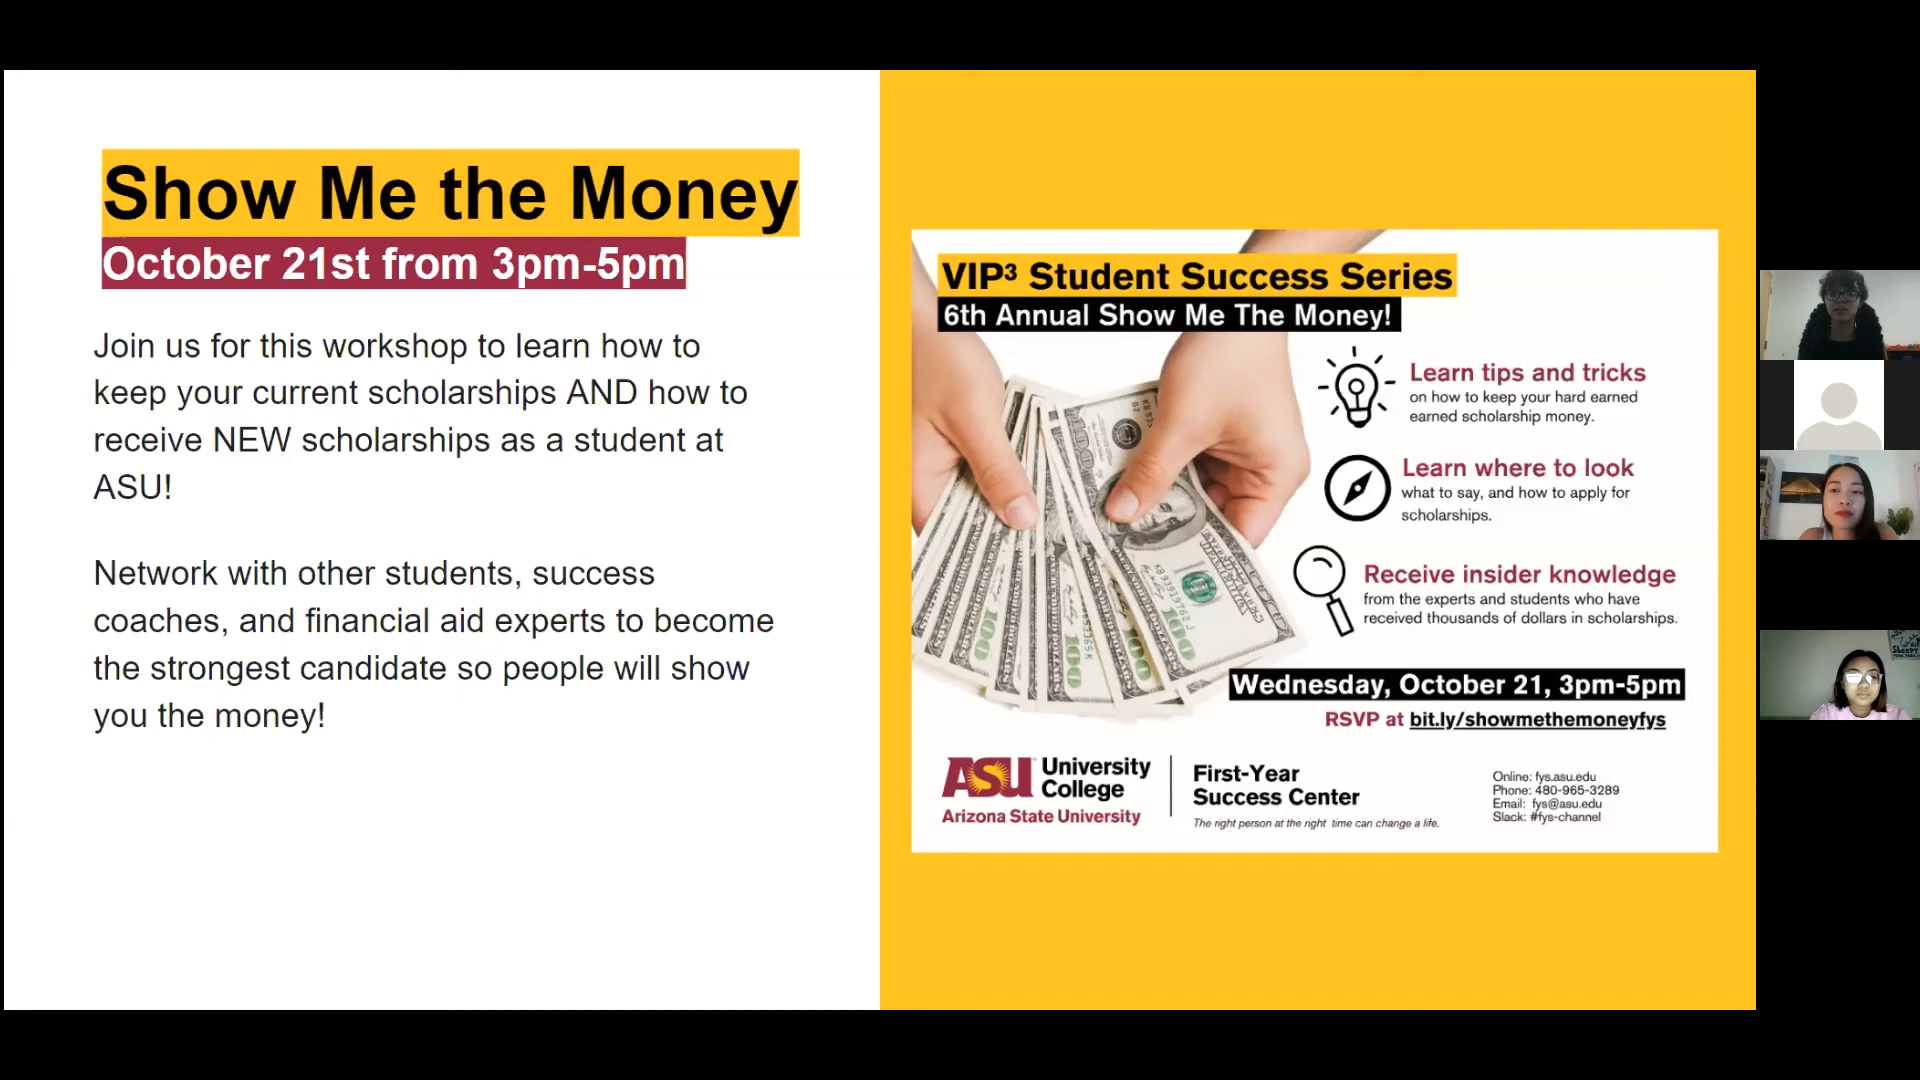 Show Me the Money
October 21st from 3pm-5pm
Join us for this workshop to learn how to
keep your current scholarships AND how to
receive NEW scholarships as a student at
ASU!
Network with other students, success
coaches, and financial aid experts to become
the strongest candidate so people will show
you the money!
VIP³ Student Success Series
6th Annual Show Me The Money!
Learn tips and tricks
on how to keep your hard earned
earned scholarship money.
Learn where to look
what to say, and how to apply for
scholarships.
Receive insider knowledge
from the experts and students who have
received thousands of dollars in scholarships.
Wednesday, October 21, 3pm-5pm
RSVP at bit.ly/showmethemoneyfys
ASU University
College
Arizona State University
First-Year
Success Center
The right person at the right time can change a life.
Online: fys.asu.edu
Phone: 480-965-3289
Email: fys@asu.edu
Slack: #fys-channel